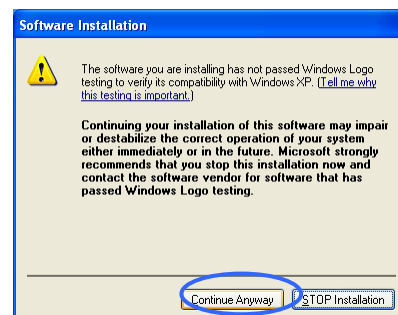 Software Installation
The software you are installing has not passed Windows Logo
testing to verify its compatibility with Windows XP. (Tell me why
this testing is important.)
Continuing your installation of this software may impair
or destabilize the correct operation of your system
either immediately or in the future. Microsoft strongly
recommends that you stop this installation now and
contact the software vendor for software that has
passed Windows Logo testing.
Continue Anyway
STOP Installation